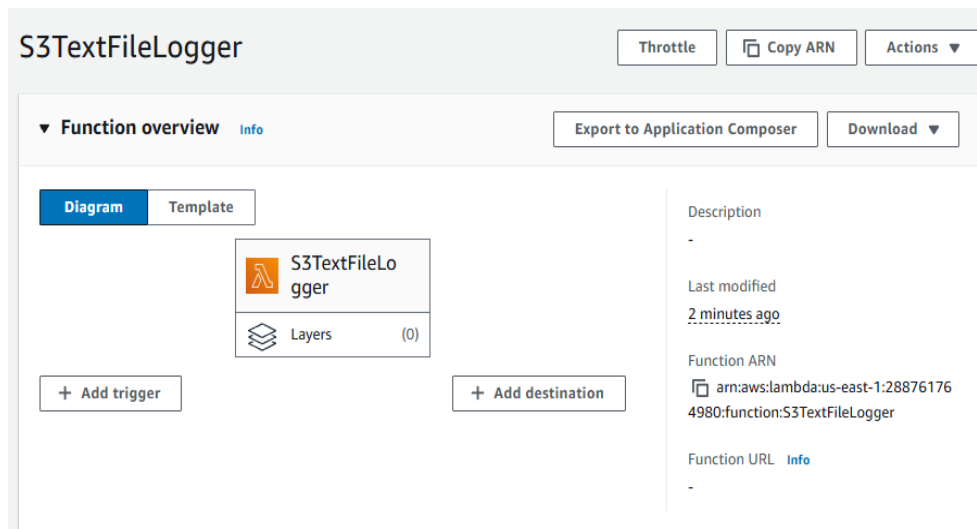 S3TextFileLogger
Throttle
Copy ARN
Actions
Function overview
Info
Export to Application Composer
Download
Diagram
Template
S3TextFileLo
gger
Layers
(0)
+ Add trigger
+ Add destination
Description
-
Last modified
2 minutes ago
Function ARN
arn:aws:lambda:us-east-1:28876176
4980:function:S3TextFileLogger
Function URL Info
-